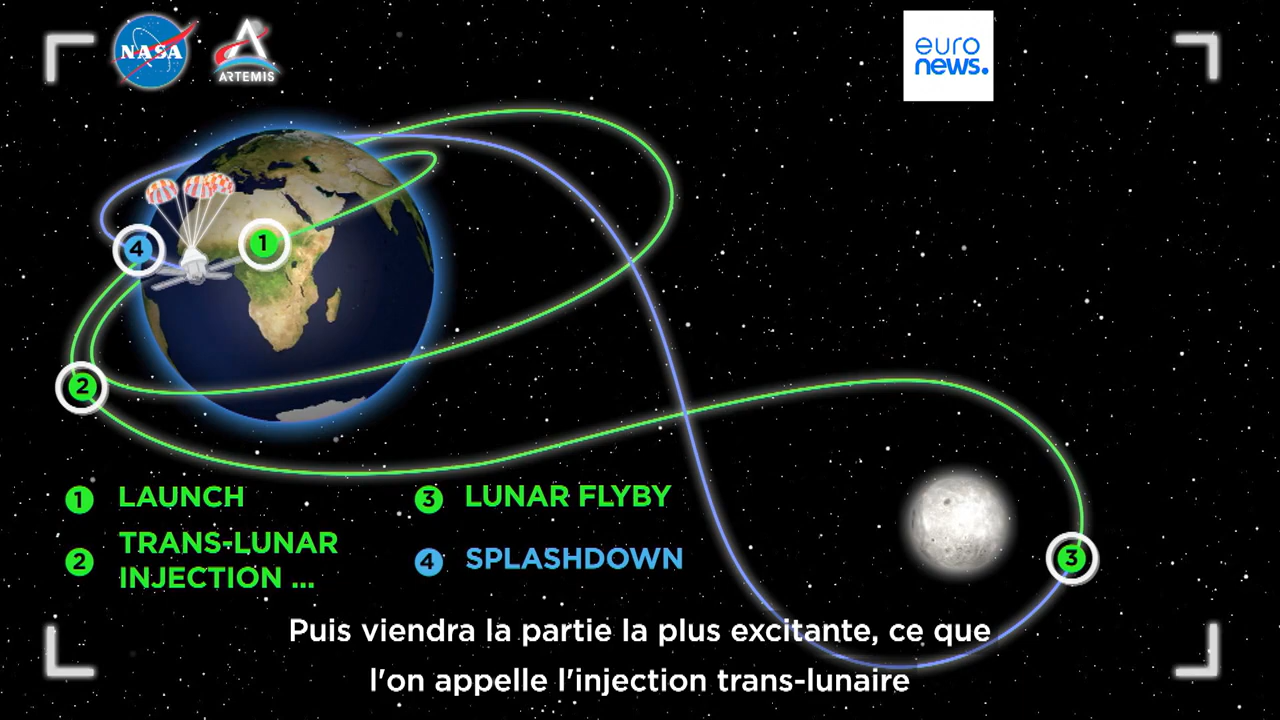 NASA
ARTEMIS
euro
news.
1
4
2
3
1 LAUNCH
2 TRANS-LUNAR
INJECTION ...
3 LUNAR FLYBY
4 SPLASHDOWN
Puis viendra la partie la plus excitante, ce que
l'on appelle l'injection trans-lunaire